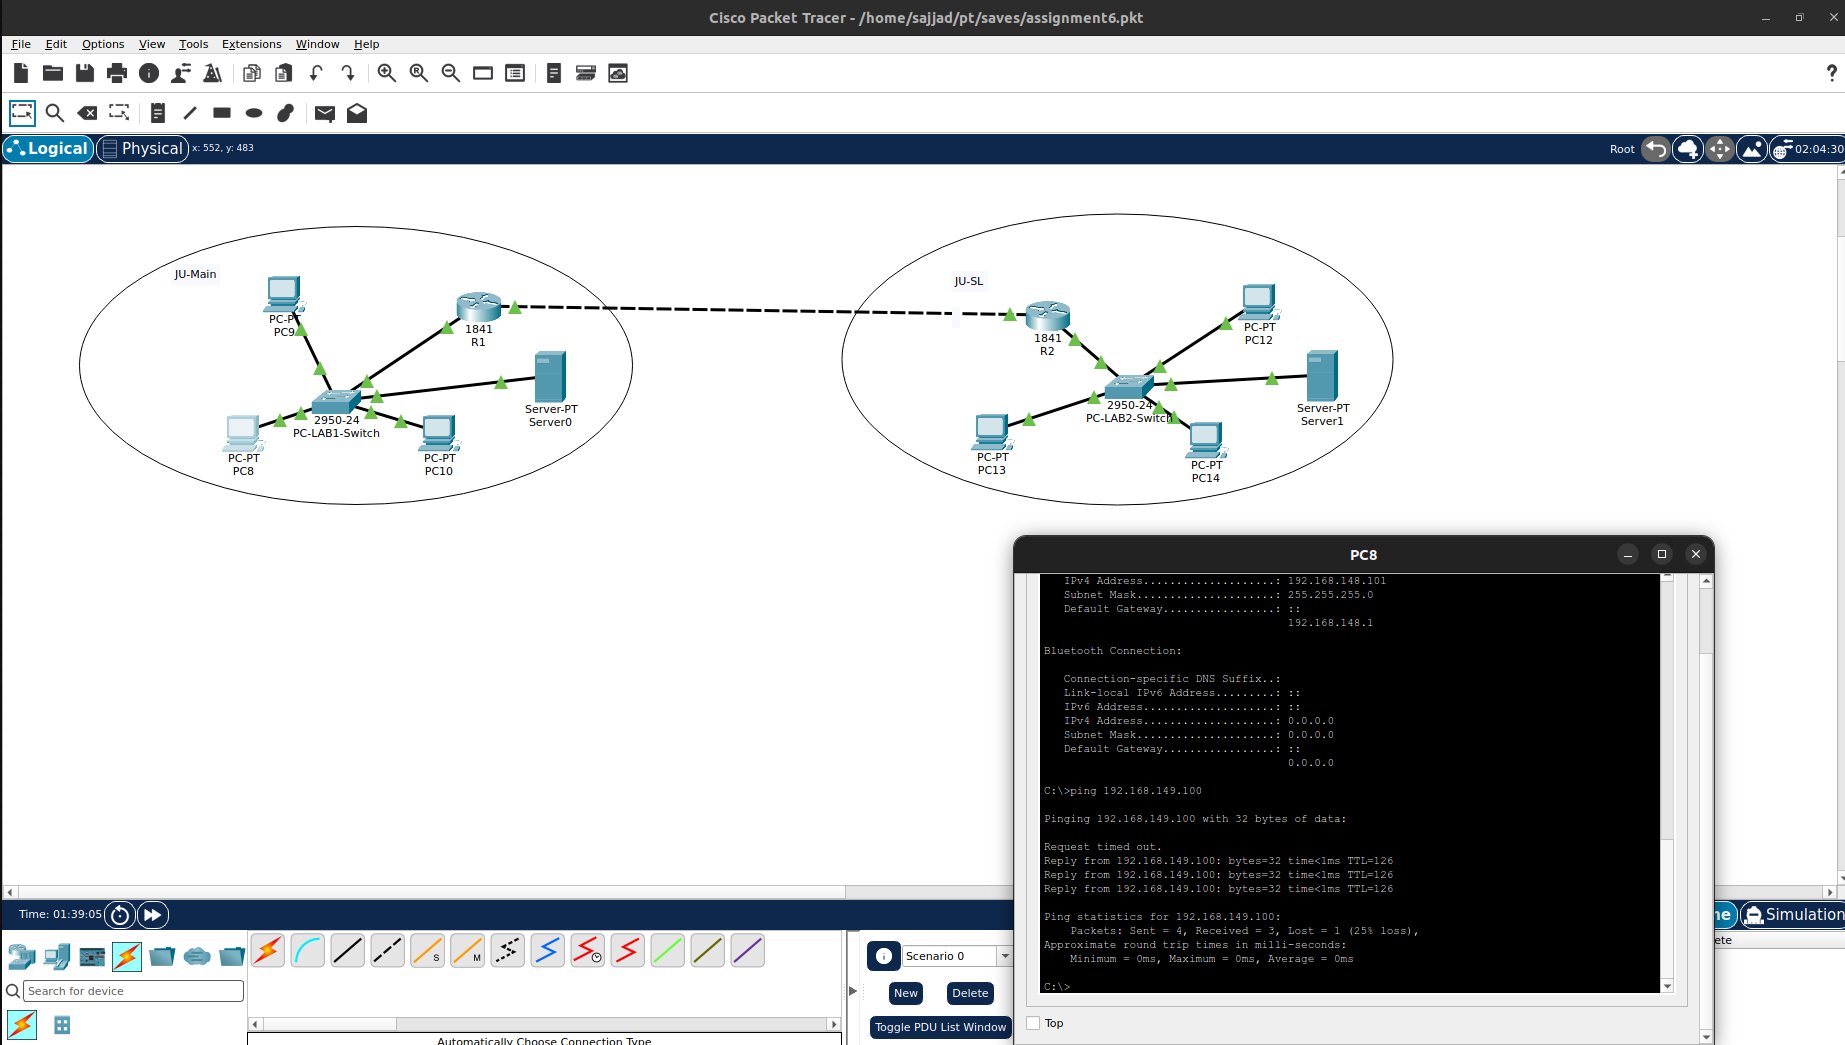 Cisco Packet Tracer - /home/sajjad/pt/saves/assignment6.pkt
File Edit Options View Tools Extensions Window Help
?
Logical Physical x: 552, y: 483 Root 02:04:30
JU-Main
PC-PT
PC9
1841
R1
Server-PT
Server0
2950-24
PC-LAB1-Switch
PC-PT
PC8
PC-PT
PC10
JU-SL
1841
R2
PC-PT
PC12
2950-24
PC-LAB2-Switch
Server-PT
Server1
PC-PT
PC13
PC-PT
PC14
PC8
IPv4 Address.....................: 192.168.148.101
Subnet Mask.....................: 255.255.255.0
Default Gateway.................: ::
192.168.148.1
Bluetooth Connection:
Connection-specific DNS Suffix..:
Link-local IPv6 Address.........: ::
IPv6 Address....................: ::
IPv4 Address....................: 0.0.0.0
Subnet Mask.....................: 0.0.0.0
Default Gateway.................: ::
0.0.0.0
C:\>ping 192.168.149.100
Pinging 192.168.149.100 with 32 bytes of data:
Request timed out.
Reply from 192.168.149.100: bytes=32 time<1ms TTL=126
Reply from 192.168.149.100: bytes=32 time<1ms TTL=126
Reply from 192.168.149.100: bytes=32 time<1ms TTL=126
Ping statistics for 192.168.149.100:
Packets: Sent = 4, Received = 3, Lost = 1 (25% loss),
Approximate round trip times in milli-seconds:
Minimum = 0ms, Maximum = 0ms, Average = 0ms
C:\>
Top
Time: 01:39:05
Simulation
S M
Search for device
Scenario 0
New Delete
Toggle PDU List Window
Automatically Choose Connection Type